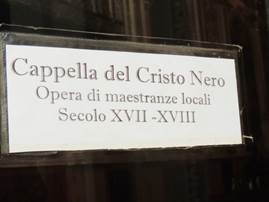 Cappella del Cristo Nero
Opera di maestranze locali
Secolo XVII -XVIII